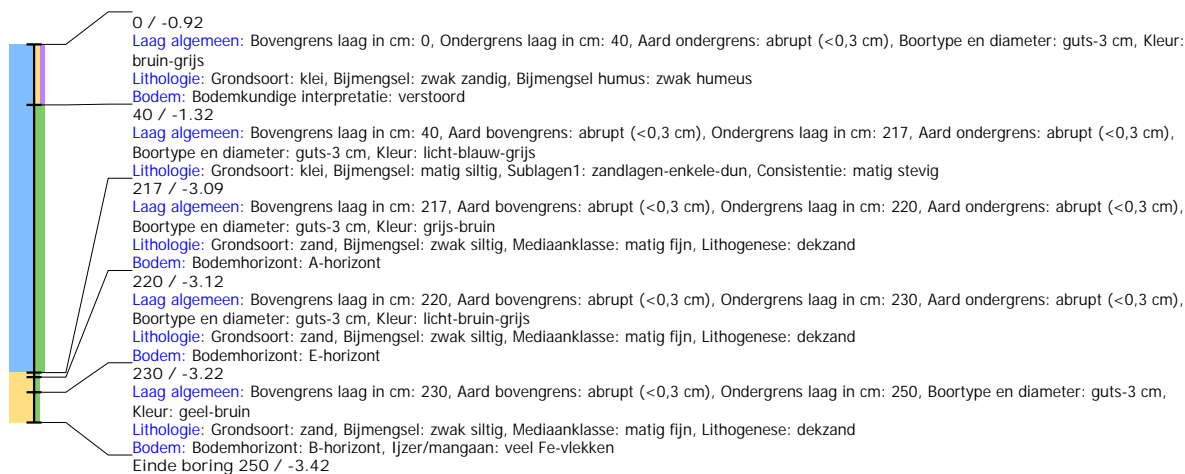 0 / -0.92
Laag algemeen: Bovengrens laag in cm: 0, Ondergrens laag in cm: 40, Aard ondergrens: abrupt (<0,3 cm), Boortype en diameter: guts-3 cm, Kleur:
bruin-grijs
Lithologie: Grondsoort: klei, Bijmengsel: zwak zandig, Bijmengsel humus: zwak humeus
Bodem: Bodemkundige interpretatie: verstoord
40 / -1.32
Laag algemeen: Bovengrens laag in cm: 40, Aard bovengrens: abrupt (<0,3 cm), Ondergrens laag in cm: 217, Aard ondergrens: abrupt (<0,3 cm),
Boortype en diameter: guts-3 cm, Kleur: licht-blauw-grijs
Lithologie: Grondsoort: klei, Bijmengsel: matig siltig, Sublagen1: zandlagen-enkele-dun, Consistentie: matig stevig
217 / -3.09
Laag algemeen: Bovengrens laag in cm: 217, Aard bovengrens: abrupt (<0,3 cm), Ondergrens laag in cm: 220, Aard ondergrens: abrupt (<0,3 cm),
Boortype en diameter: guts-3 cm, Kleur: grijs-bruin
Lithologie: Grondsoort: zand, Bijmengsel: zwak siltig, Mediaanklasse: matig fijn, Lithogenese: dekzand
Bodem: Bodemhorizont: A-horizont
220 / -3.12
Laag algemeen: Bovengrens laag in cm: 220, Aard bovengrens: abrupt (<0,3 cm), Ondergrens laag in cm: 230, Aard ondergrens: abrupt (<0,3 cm),
Boortype en diameter: guts-3 cm, Kleur: licht-bruin-grijs
Lithologie: Grondsoort: zand, Bijmengsel: zwak siltig, Mediaanklasse: matig fijn, Lithogenese: dekzand
Bodem: Bodemhorizont: E-horizont
230 / -3.22
Laag algemeen: Bovengrens laag in cm: 230, Aard bovengrens: abrupt (<0,3 cm), Ondergrens laag in cm: 250, Boortype en diameter: guts-3 cm,
Kleur: geel-bruin
Lithologie: Grondsoort: zand, Bijmengsel: zwak siltig, Mediaanklasse: matig fijn, Lithogenese: dekzand
Bodem: Bodemhorizont: B-horizont, Ijzer/mangaan: veel Fe-vlekken
Einde boring 250 / -3.42